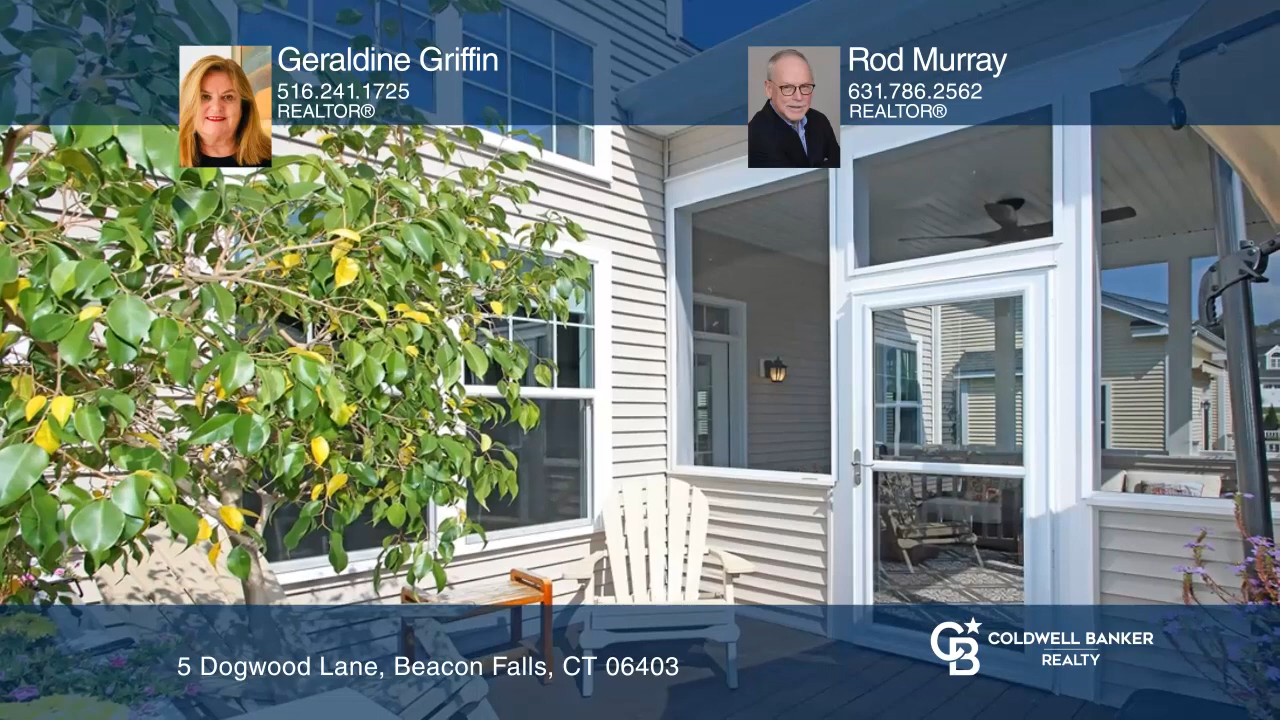 Geraldine Griffin
516.241.1725
REALTOR®
Rod Murray
631.786.2562
REALTOR®
5 Dogwood Lane, Beacon Falls, CT 06403
CB
COLDWELL BANKER
REALTY